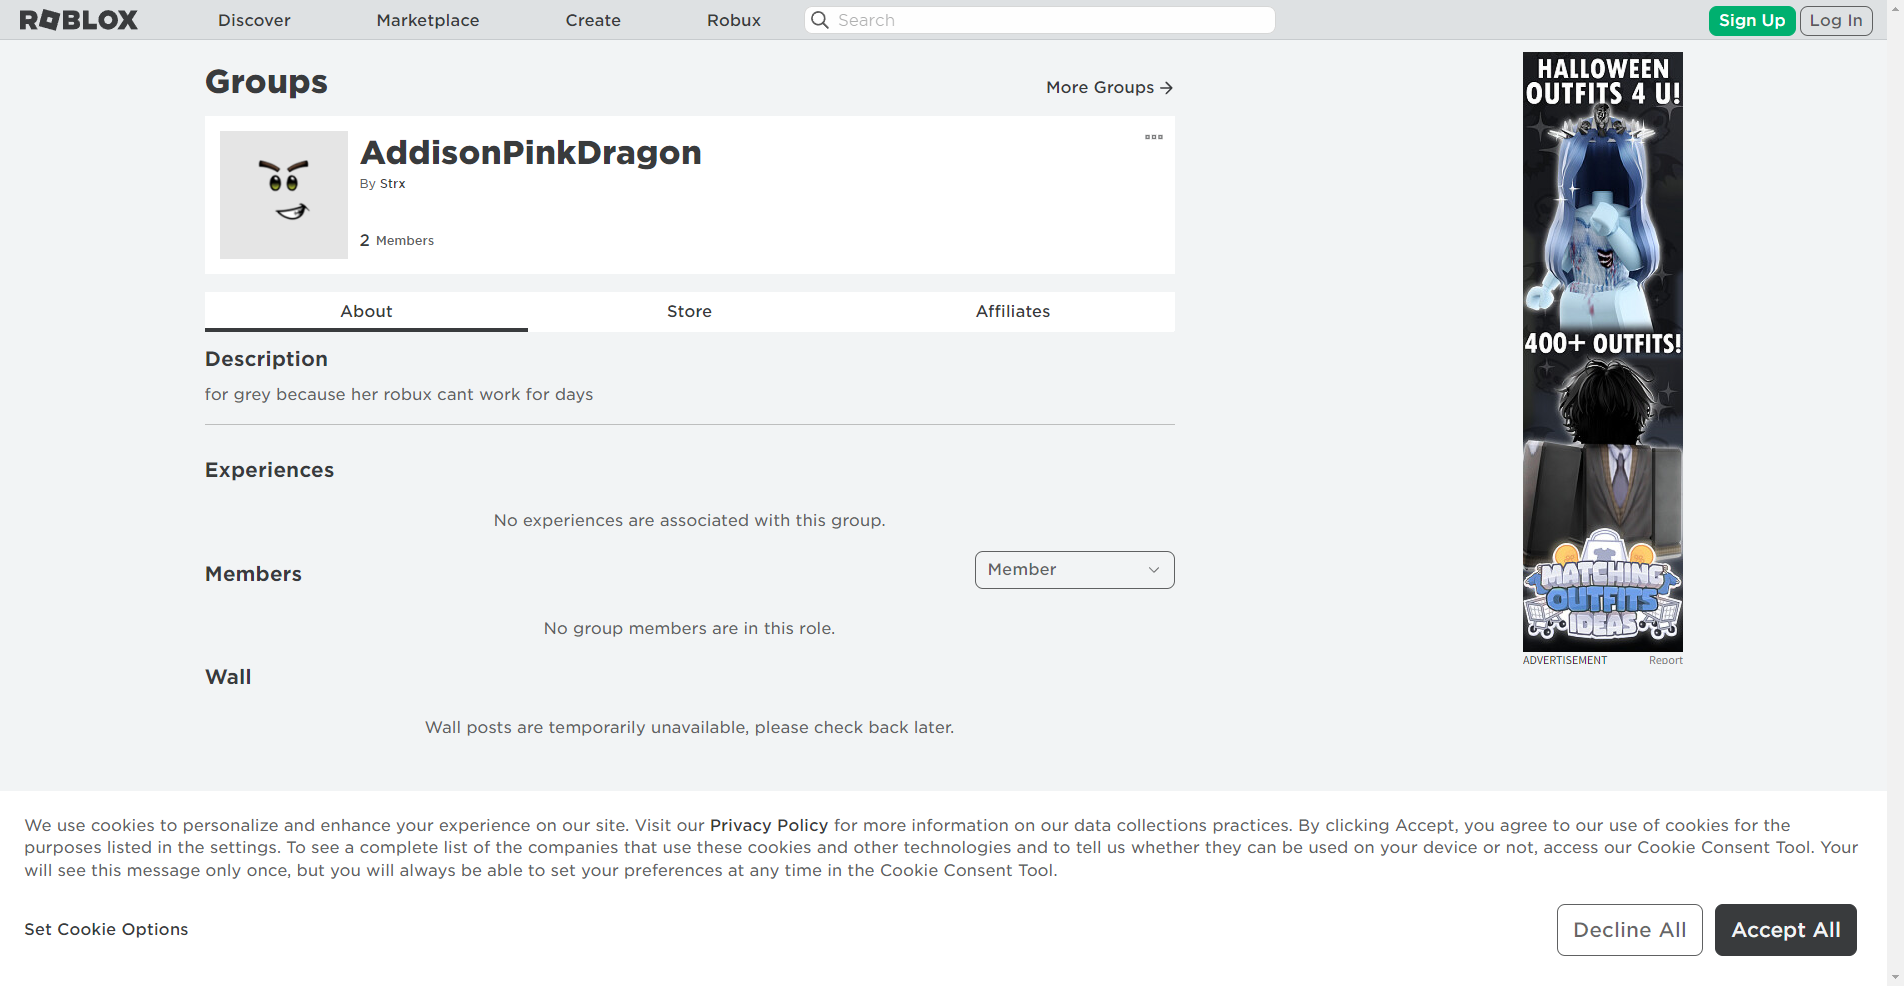 ROBLOX Discover Marketplace Create Robux Search Sign Up Log In
Groups
More Groups
AddisonPinkDragon
By Strx
2 Members
About Store Affiliates
Description
for grey because her robux cant work for days
Experiences
No experiences are associated with this group.
Members
Member
No group members are in this role.
Wall
Wall posts are temporarily unavailable, please check back later.
HALLOWEEN
OUTFITS 4 U!
400+ OUTFITS!
MATCHING
OUTFITS
IDEAS
ADVERTISEMENT Report
We use cookies to personalize and enhance your experience on our site. Visit our Privacy Policy for more information on our data collections practices. By clicking Accept, you agree to our use of cookies for the
purposes listed in the settings. To see a complete list of the companies that use these cookies and other technologies and to tell us whether they can be used on your device or not, access our Cookie Consent Tool. Your
will see this message only once, but you will always be able to set your preferences at any time in the Cookie Consent Tool.
Set Cookie Options
Decline All
Accept All